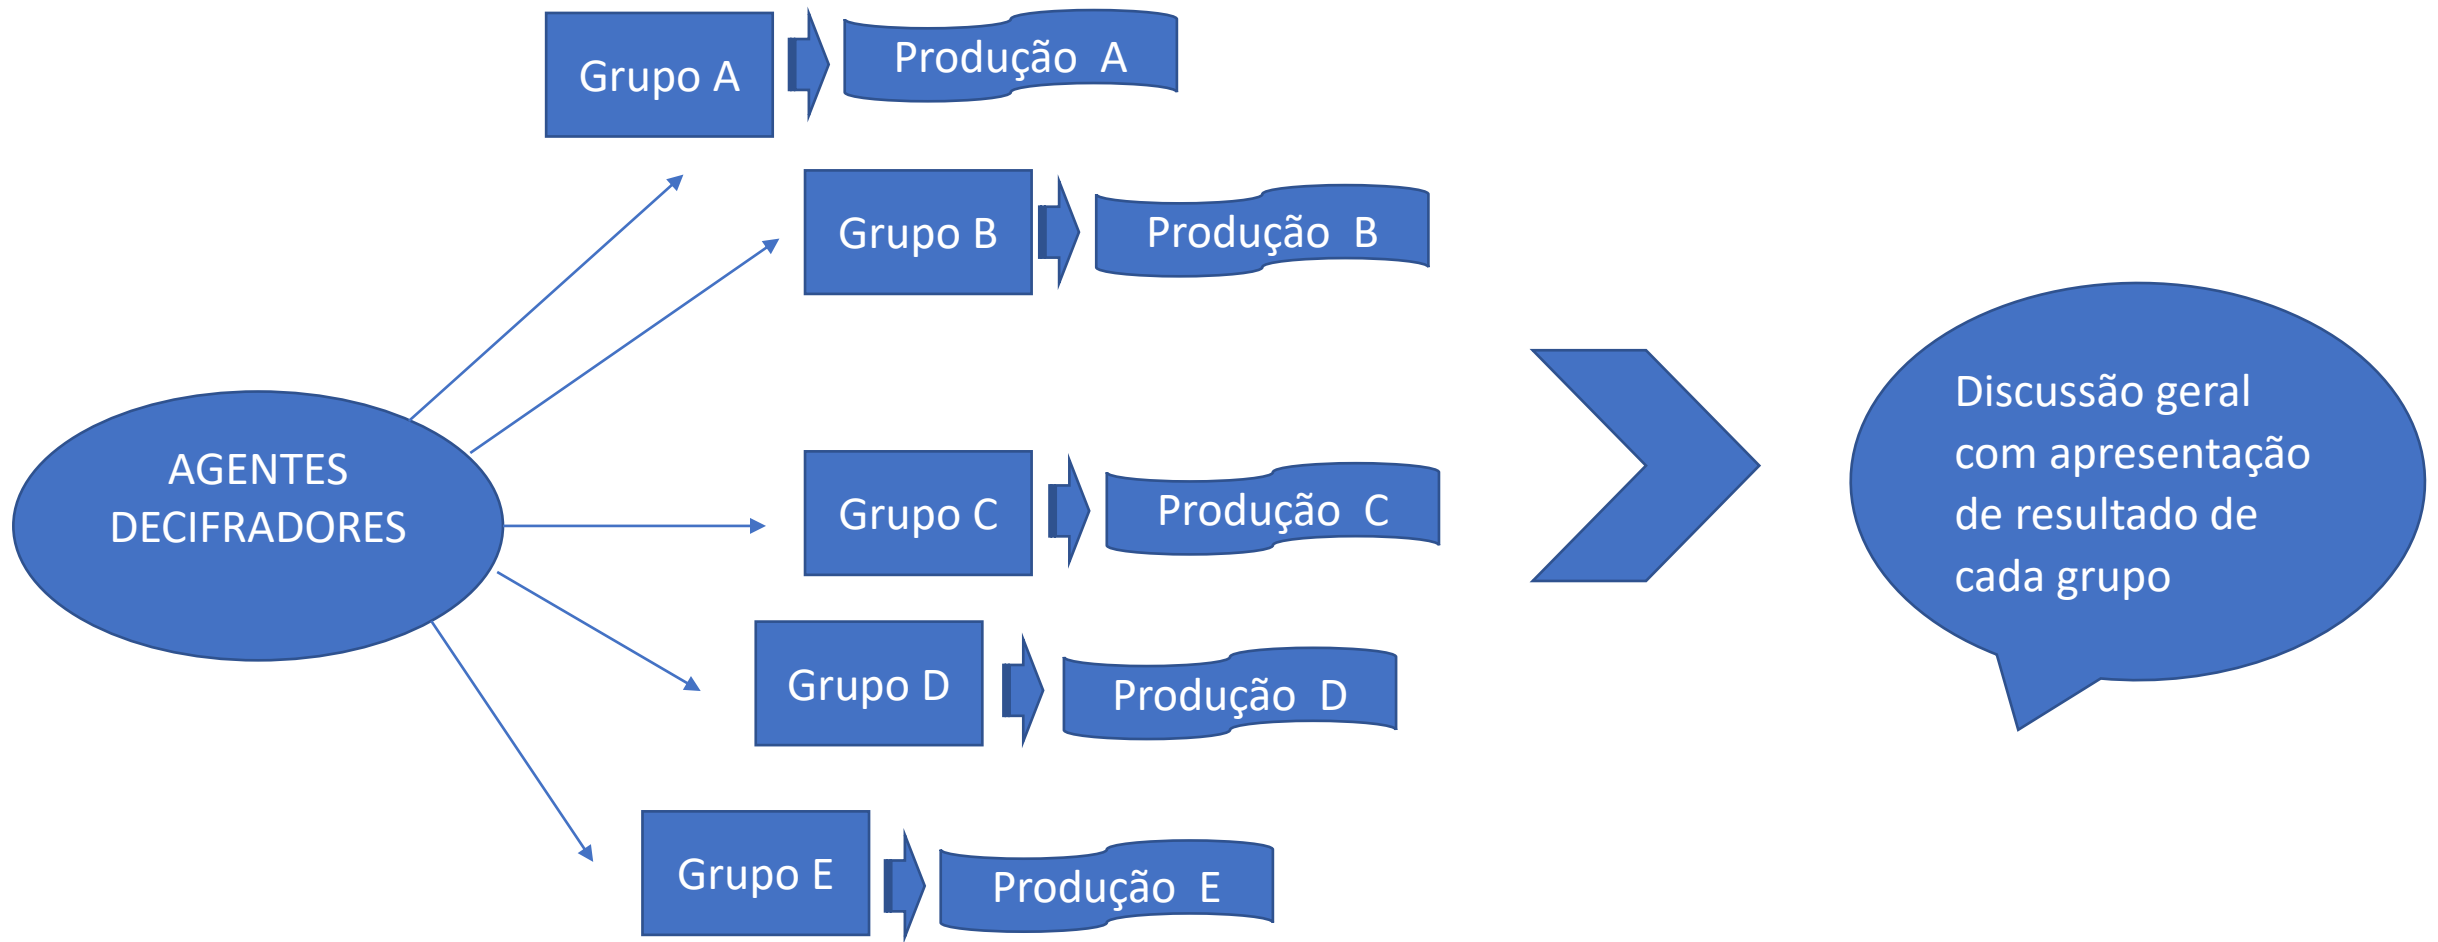 Grupo A
Produção  A
Grupo B
Produção  B
AGENTES
DECIFRADORES
Grupo C
Produção  C
Grupo D
Produção  D
Grupo E
Produção  E
Discussão geral
com apresentação
de resultado de
cada grupo